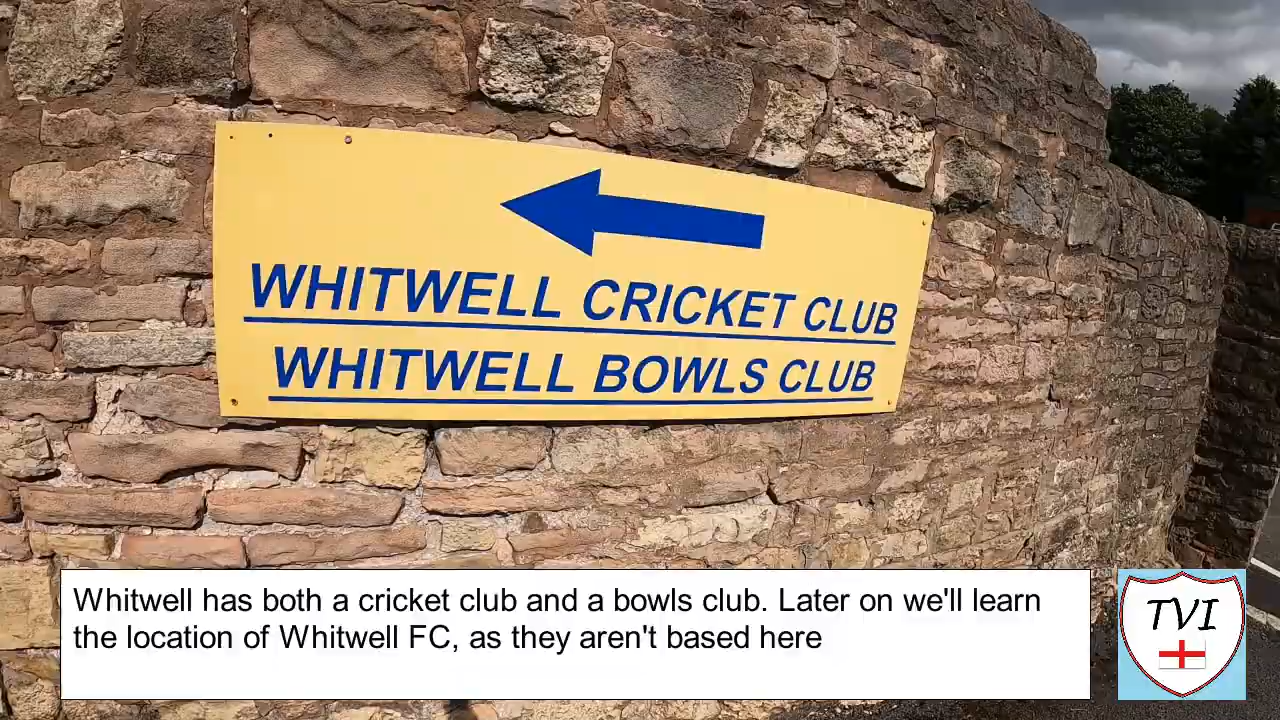 WHITWELL CRICKET CLUB
WHITWELL BOWLS CLUB
Whitwell has both a cricket club and a bowls club. Later on we'll learn
the location of Whitwell FC, as they aren't based here
TVI